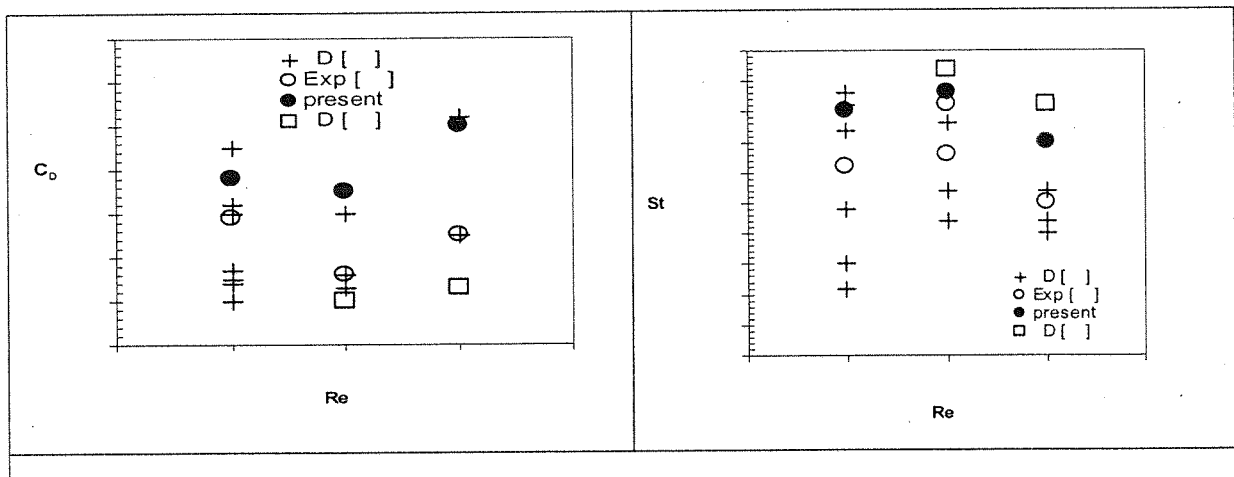 D [ ]
Exp [ ]
present
D [ ]
C_D
Re
St
D [ ]
Exp [ ]
present
D [ ]
Re